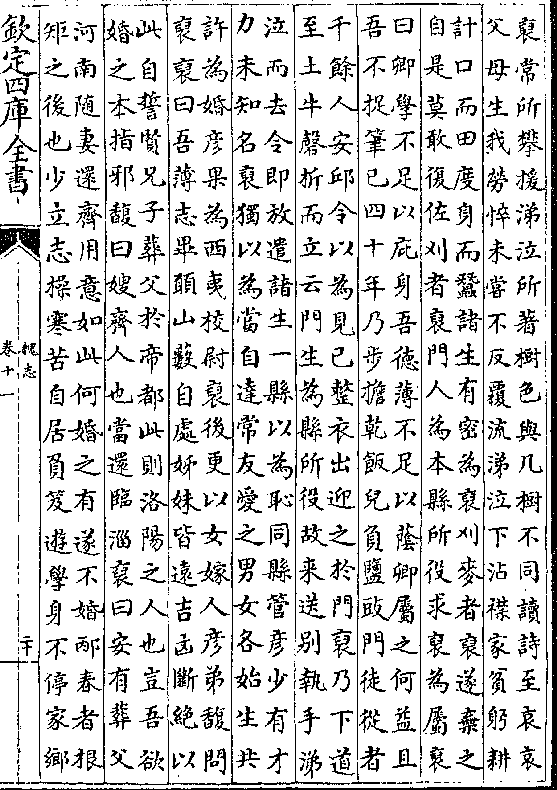 裒常所攀援涕泣所著樹色與凡樹不同讀詩至哀哀
父母生我勞悴未嘗不反覆流涕泣下沾襟家貧躬耕
計口而田度身而蠶諸生有密為裒刈麥者裒遂棄之
自是莫敢復佐刈者裒門人為本縣所役求裒為屬裒
曰卿學不足以庇身吾德薄不足以蔭卿屬之何益且
吾不捉筆已四十年乃步擔乾飯兒負鹽豉門徒從者
千餘人安邱令以為見已整衣出迎之於門裒乃下道
至土牛磬折而立云門生為縣所役故来送别執手涕
泣而去令即放遣諸生一縣以為恥同縣管彦少有才
力未知名裒獨以為當自達常友愛之男女各始生共
許為婚彦果為西夷校尉裒後更以女嫁人彦弟馥問
裒裒曰吾薄志畢願山藪自處姊妹皆遠吉凶斷絶以
此自誓賢兄子葬父於帝都此則洛陽之人也豈吾欲
婚之本指邪馥曰嫂齊人也當還臨淄裒曰安有葬父
河南隨妻還齊用意如此何婚之有遂不婚邴春者根
矩之後也少立志操寒苦自居負笈遊學身不停家鄉
欽定四庫全書
魏志
卷十一
二十